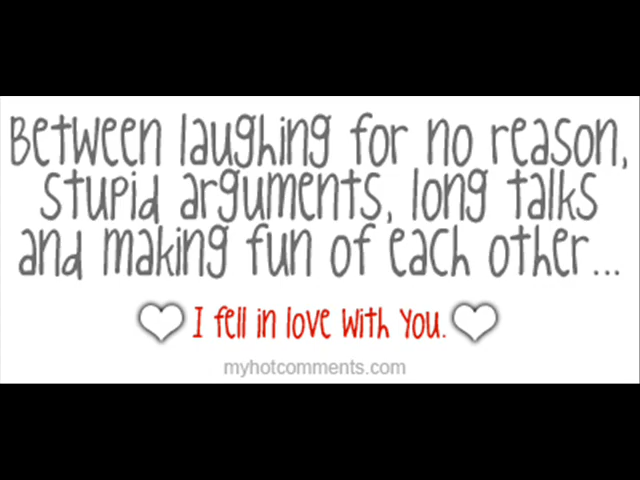 Between laughing for no reason,
stupid arguments, long talks
and making fun of each other...
I fell in love with you.
myhotcomments.com